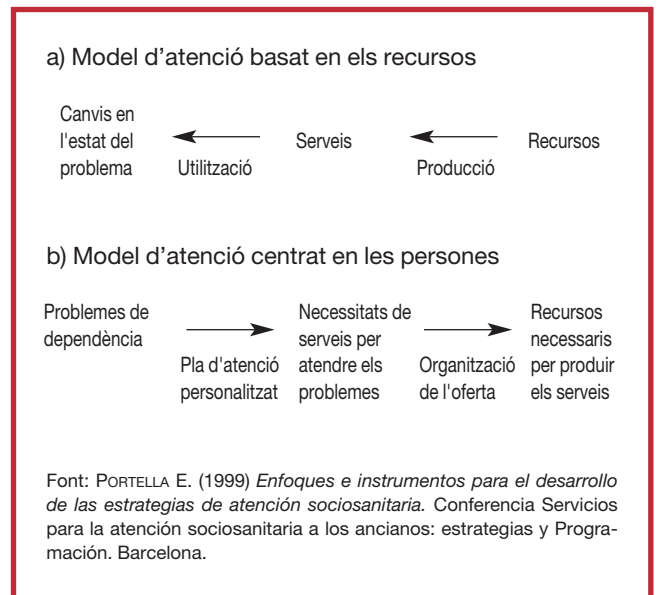 a) Model d'atenció basat en els recursos
Canvis en
l'estat del
problema
Utilització
Serveis
Producció
Recursos
b) Model d'atenció centrat en les persones
Problemes de
dependència
Pla d'atenció
personalitzat
Necessitats de
serveis per
atendre els
problemes
Organització
de l'oferta
Recursos
necessaris
per produir
els serveis
Font: PORTELLA E. (1999) Enfoques e instrumentos para el desarrollo
de las estrategias de atención sociosanitaria. Conferencia Servicios
para la atención sociosanitaria a los ancianos: estrategias y Progra-
mación. Barcelona.